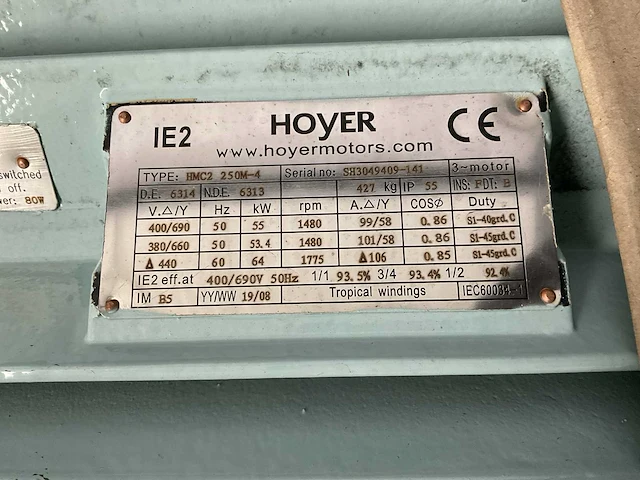 IE2 HOYER CE
www.hoyermotors.com
TYPE: HMC2 250M-4 Serial no: SH3049409-141 3~motor
D.E. 6314 N.D.E. 6313 427 kg IP 55 INS: F DT: B
V.△/Y Hz kW rpm A.△/Y COSØ Duty
400/690 50 55 1480 99/58 0.86 S1-40grd.C
380/660 50 53.4 1480 101/58 0.86 S1-45grd.C
△ 440 60 64 1775 △106 0.85 S1-45grd.C
IE2 eff.at 400/690V 50Hz 1/1 93.5% 3/4 93.4% 1/2 92.4%
IM B5 YY/WW 19/08 Tropical windings IEC60034-1
switched
off.
80W